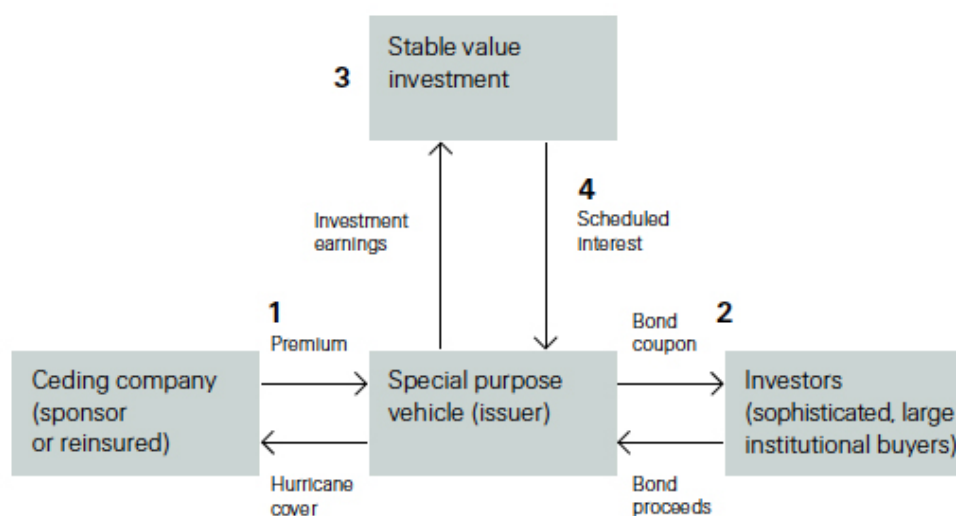 Stable value
investment
3
4
Investment
earnings
Scheduled
interest
1
Premium
Bond
coupon
2
Ceding company
(sponsor
or reinsured)
Special purpose
vehicle (issuer)
Investors
(sophisticated, large
institutional buyers)
Hurricane
cover
Bond
proceeds